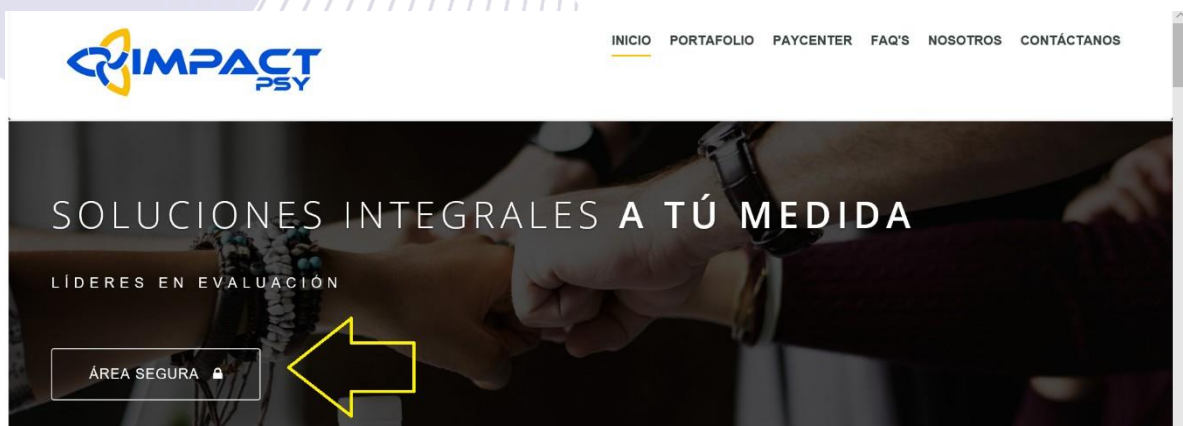 IMPACT
PSY
INICIO PORTAFOLIO PAYCENTER FAQ'S NOSOTROS CONTÁCTANOS
SOLUCIONES INTEGRALES A TÚ MEDIDA
LÍDERES EN EVALUACIÓN
ÁREA SEGURA